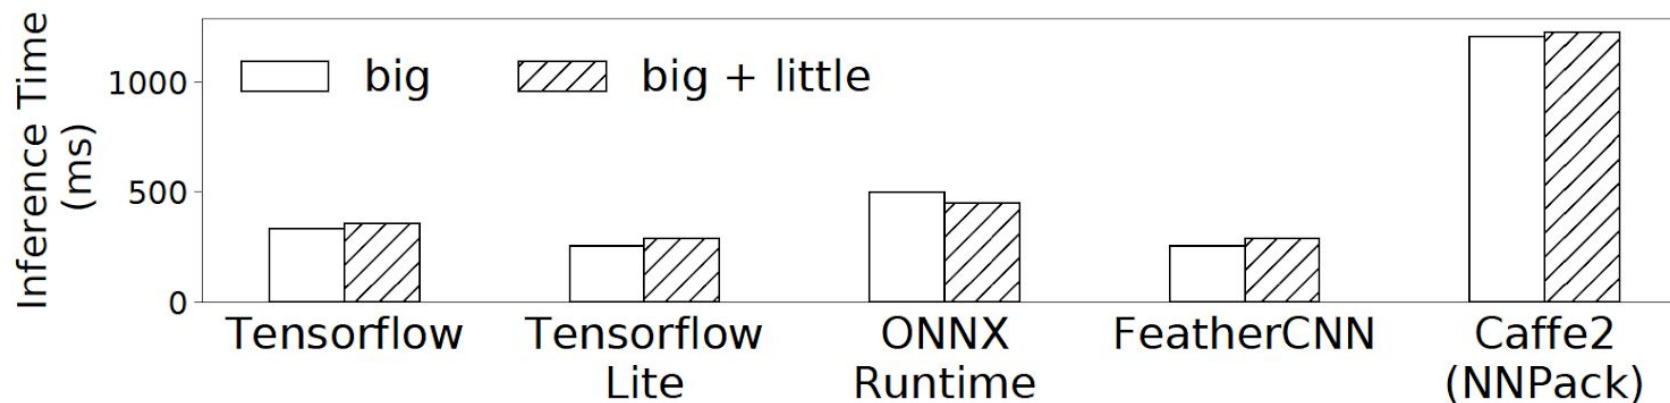 Inference Time
(ms)
1000
500
0
big
big + little
Tensorflow
Tensorflow
Lite
ONNX
Runtime
FeatherCNN
Caffe2
(NNPack)